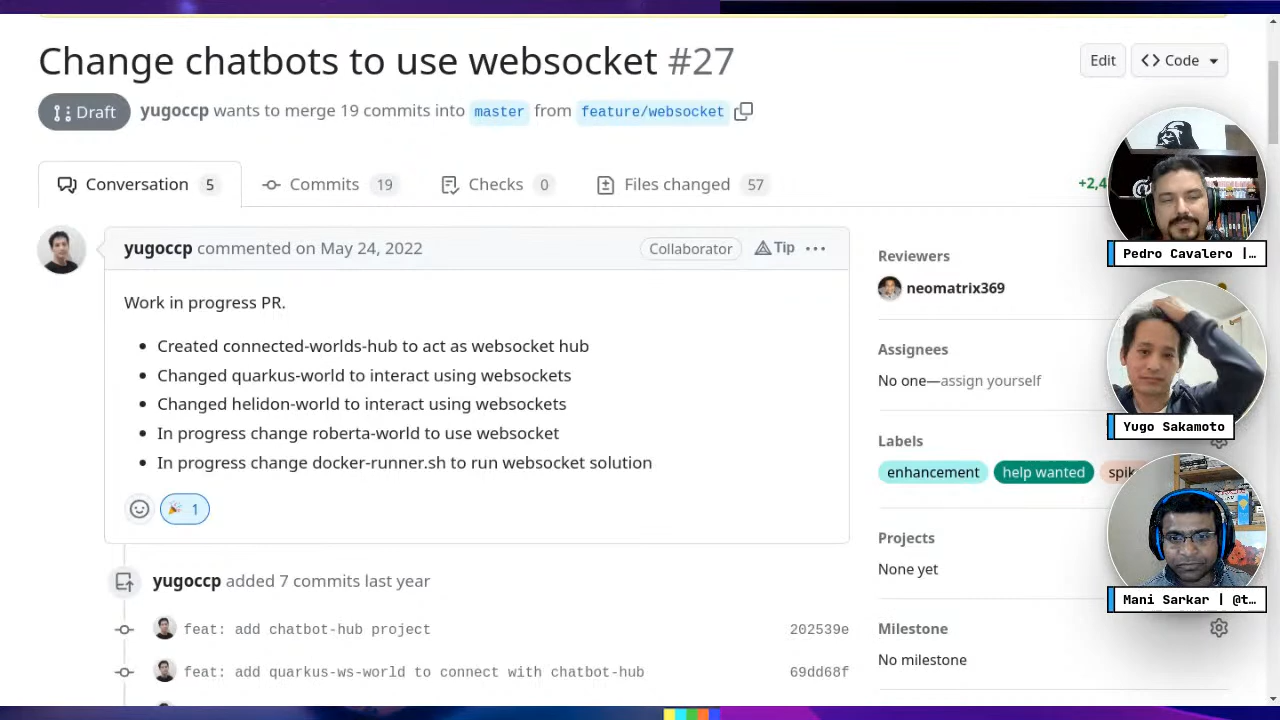 Change chatbots to use websocket #27
Edit
Code
Draft
yugoccp wants to merge 19 commits into master from feature/websocket
Conversation 5
Commits 19
Checks 0
Files changed 57
+2,4
yugoccp commented on May 24, 2022
Collaborator
Tip
Work in progress PR.
Created connected-worlds-hub to act as websocket hub
Changed quarkus-world to interact using websockets
Changed helidon-world to interact using websockets
In progress change roberta-world to use websocket
In progress change docker-runner.sh to run websocket solution
1
yugoccp added 7 commits last year
feat: add chatbot-hub project 202539e
feat: add quarkus-ws-world to connect with chatbot-hub 69dd68f
Reviewers
neomatrix369
Assignees
No one—assign yourself
Labels
enhancement
help wanted
spik
Projects
None yet
Milestone
No milestone
@
Pedro Cavalero |…
Yugo Sakamoto
Mani Sarkar | @t…